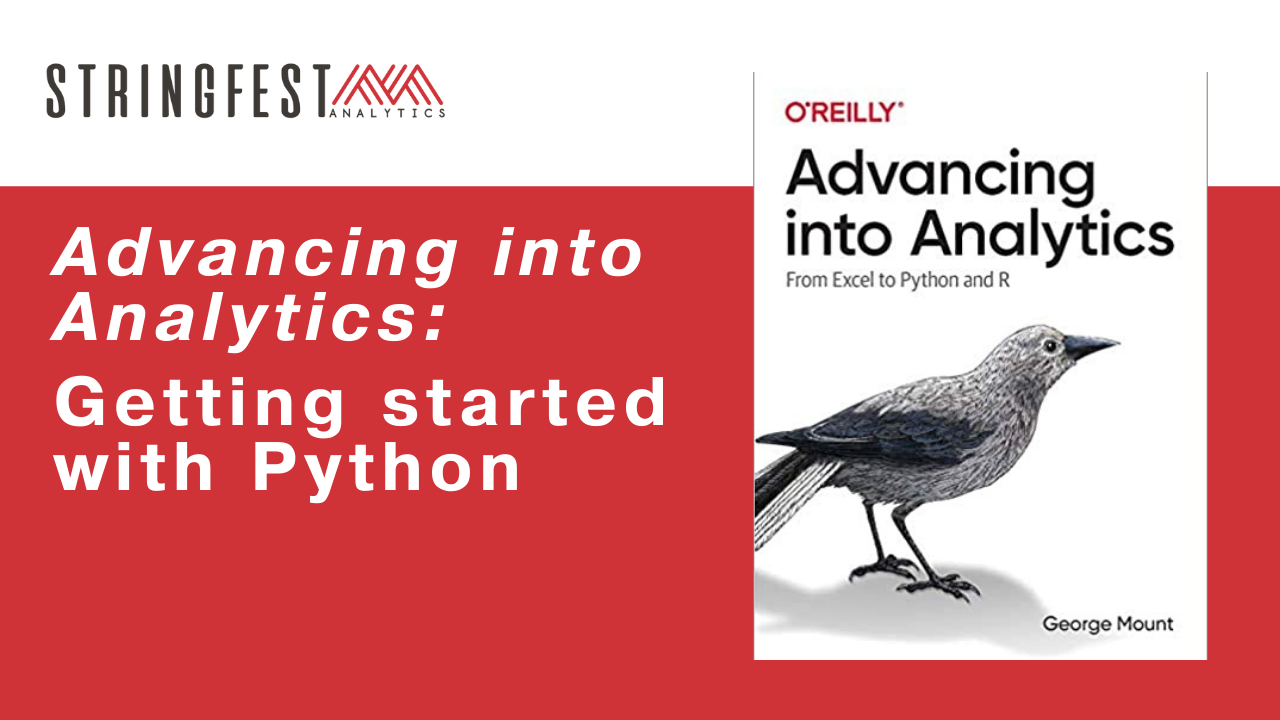 STRINGFEST
ANALYTICS
Advancing into
Analytics:
Getting started
with Python
O'REILLY®
Advancing
into Analytics
From Excel to Python and R
George Mount